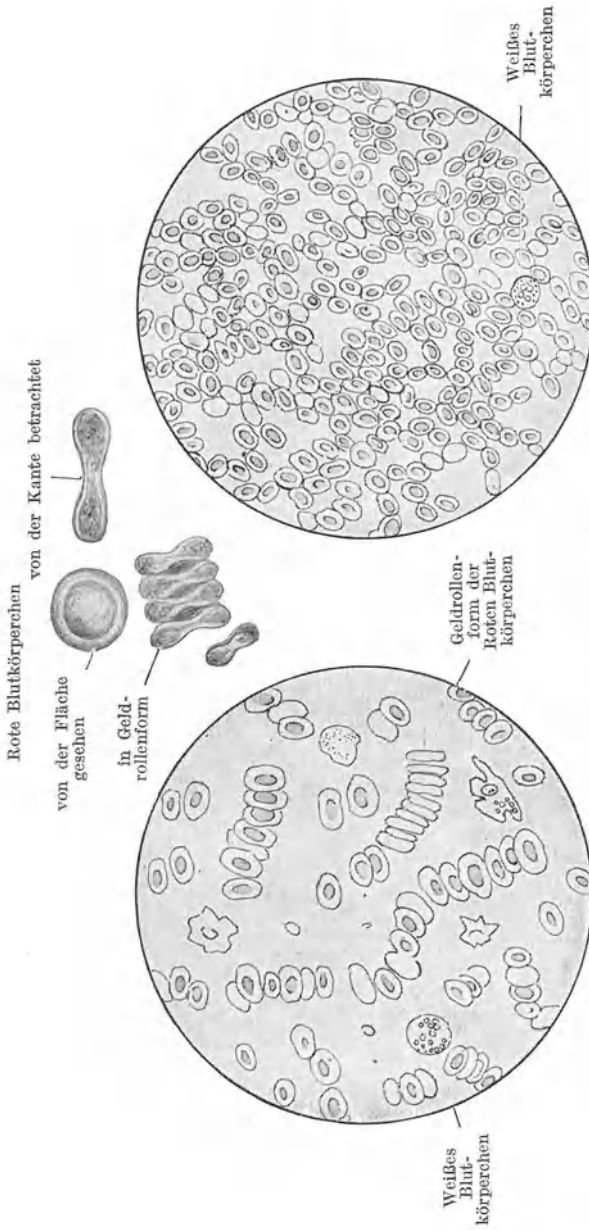 Rote Blutkörperchen
von der Fläche
gesehen
von der Kante betrachtet
in Geld-
rollenform
Weißes
Blut-
körperchen
Geldrollen-
form der
Roten Blut-
körperchen
Weißes
Blut-
körperchen